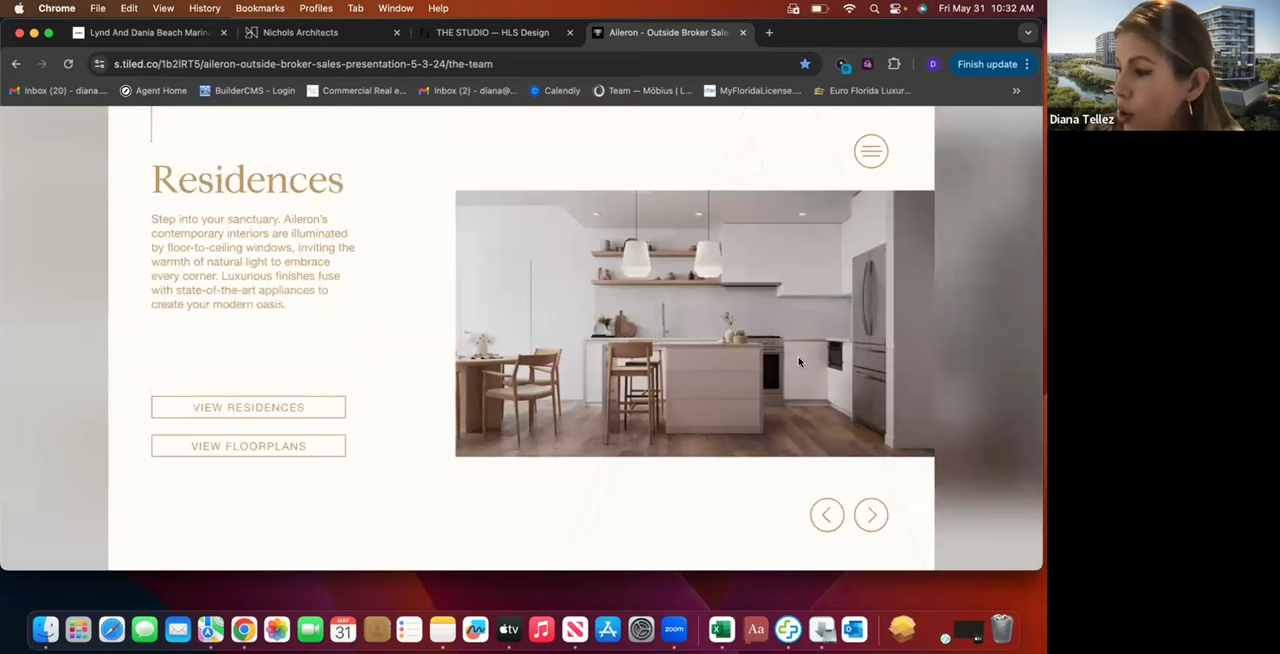 Chrome File Edit View History Bookmarks Profiles Tab Window Help Fri May 31 10:32 AM
Lynd And Dania Beach Marin Nichols Architects THE STUDIO — HLS Design Aileron - Outside Broker Sale
s.tiled.co/1b2IRT5/aileron-outside-broker-sales-presentation-5-3-24/the-team D Finish update
Inbox (20) - diana.... Agent Home BuilderCMS - Login Commercial Real e... Inbox (2) - diana@... Calendly Team — Möbius | L... MyFloridaLicense.... Euro Florida Luxur...
Diana Tellez
Residences
Step into your sanctuary. Aileron's
contemporary interiors are illuminated
by floor-to-ceiling windows, inviting the
warmth of natural light to embrace
every corner. Luxurious finishes fuse
with state-of-the-art appliances to
create your modern oasis.
VIEW RESIDENCES
VIEW FLOORPLANS
MAY
31
tv
zoom
Aa